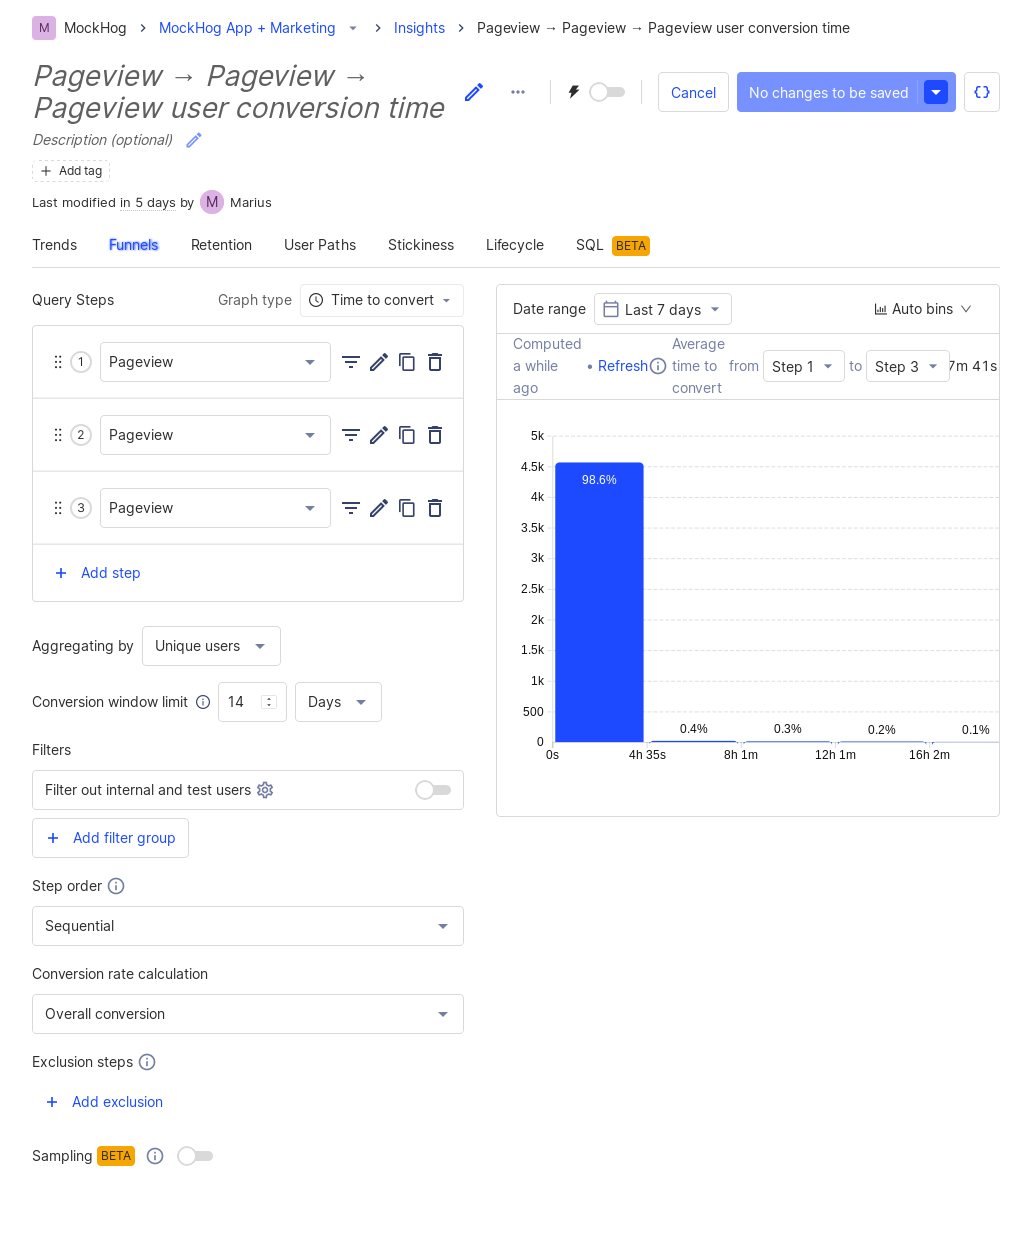 M MockHog > MockHog App + Marketing > Insights > Pageview → Pageview → Pageview user conversion time
Pageview → Pageview →
Pageview user conversion time
Cancel
No changes to be saved
Description (optional)
Add tag
Last modified in 5 days by M Marius
Trends Funnels Retention User Paths Stickiness Lifecycle SQL BETA
Query Steps
Graph type Time to convert
1 Pageview
2 Pageview
3 Pageview
+ Add step
Aggregating by Unique users
Conversion window limit 14 Days
Filters
Filter out internal and test users
+ Add filter group
Step order
Sequential
Conversion rate calculation
Overall conversion
Exclusion steps
+ Add exclusion
Sampling BETA
Date range Last 7 days
Auto bins
Computed
a while
ago
• Refresh
Average
time to
convert
from Step 1 to Step 3 7m 41s
5k
4.5k
4k
3.5k
3k
2.5k
2k
1.5k
1k
500
0
98.6%
0.4%
0.3%
0.2%
0.1%
0s
4h 35s
8h 1m
12h 1m
16h 2m